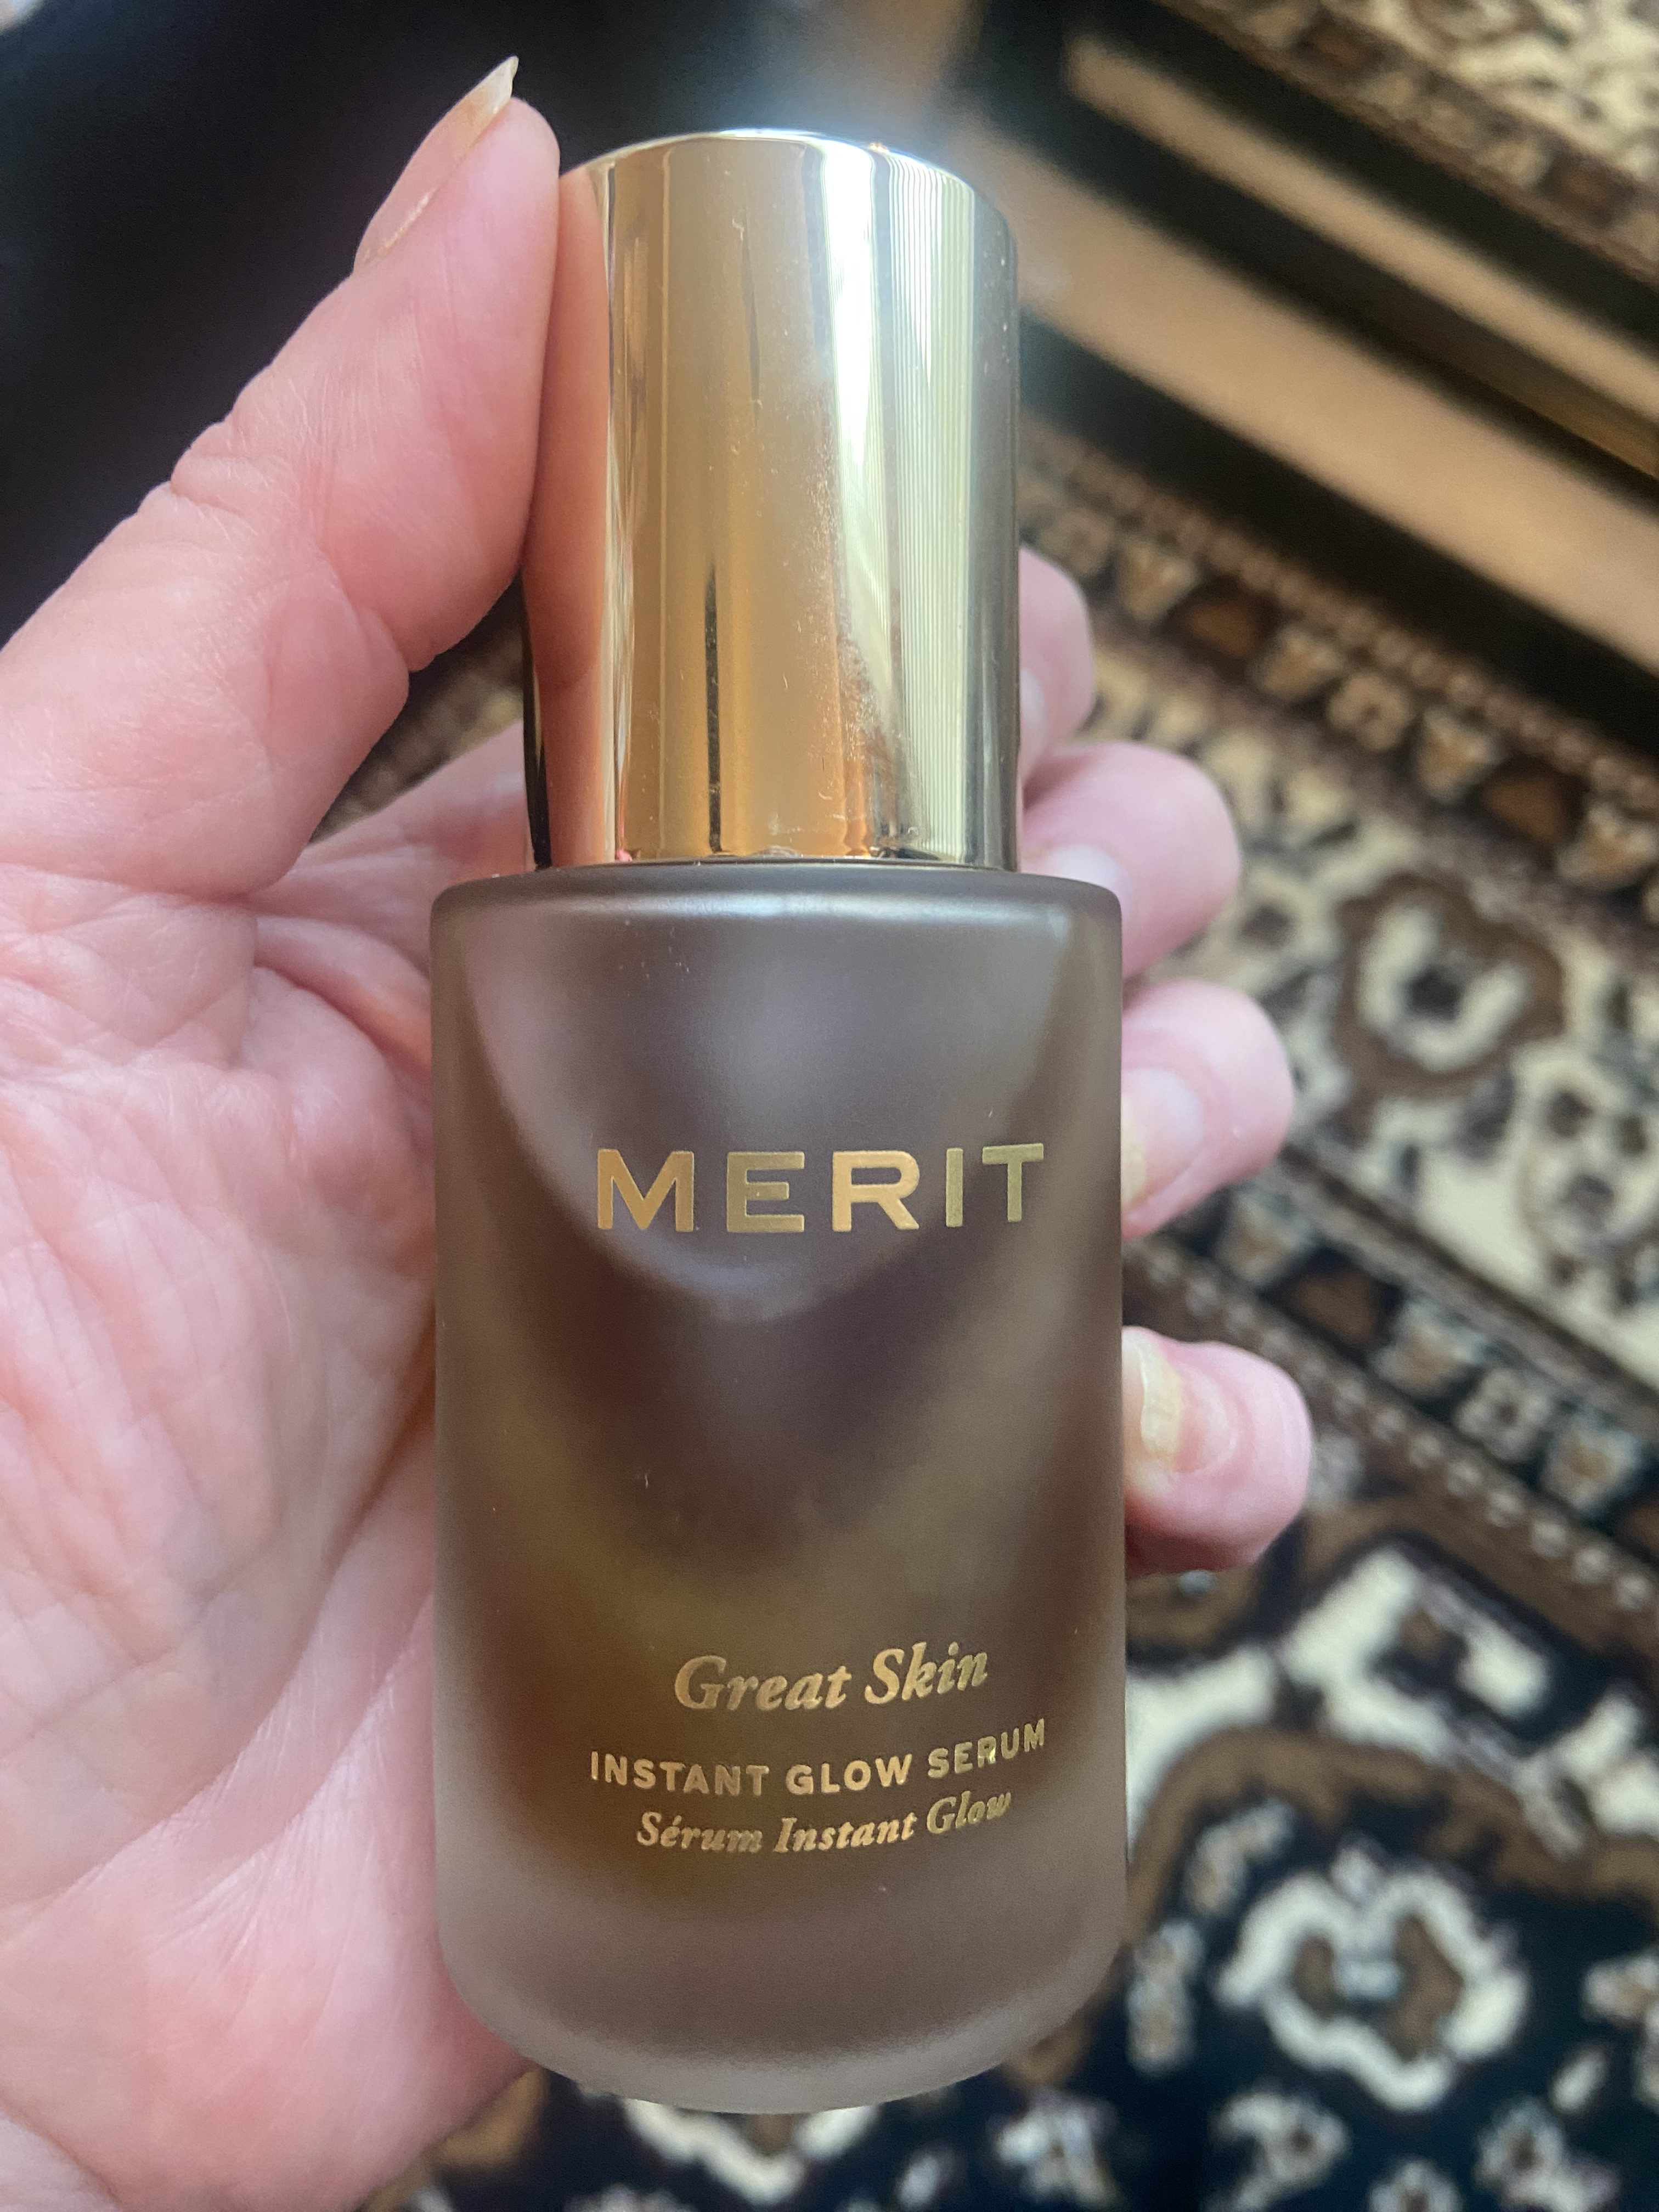 MERIT
Great Skin
INSTANT GLOW SERUM
Sérum Instant Glow